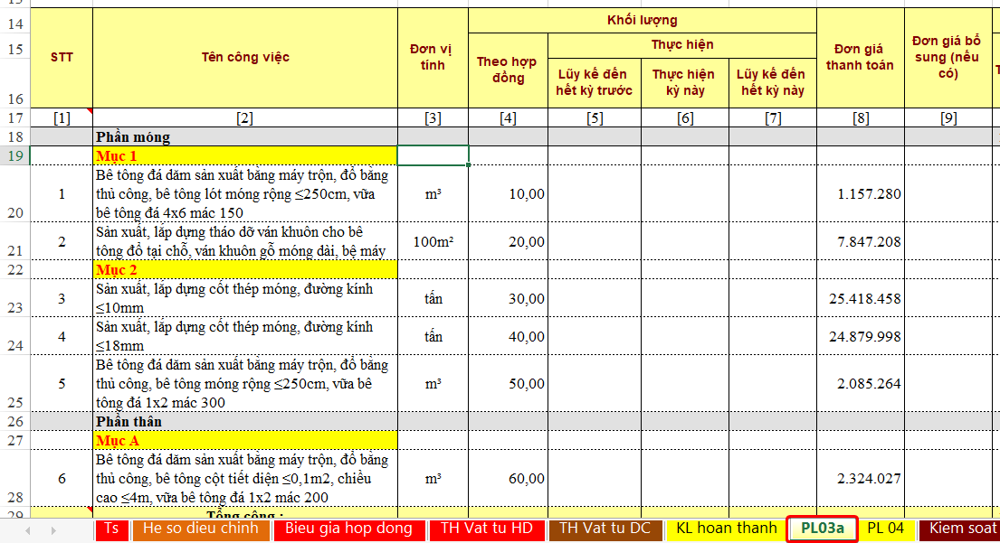 14
Khối lượng
15
STT
Tên công việc
Đơn vị
tính
Theo hợp
đồng
Thực hiện
Đơn giá
thanh toán
Đơn giá bổ
sung (nếu
có)
16
Lũy kế đến
hết kỳ trước
Thực hiện
kỳ này
Lũy kế đến
hết kỳ này
17 [1] [2] [3] [4] [5] [6] [7] [8] [9]
18 Phần móng
19 Mục 1
Bê tông đá dăm sản xuất bằng máy trộn, đổ bằng
1 thủ công, bê tông lót móng rộng ≤250cm, vữa m³ 10,00 1.157.280
20 bê tông đá 4x6 mác 150
Sản xuất, lắp dựng tháo dỡ ván khuôn cho bê
2 100m² 20,00 7.847.208
21 tông đổ tại chỗ, ván khuôn gỗ móng dài, bệ máy
22 Mục 2
Sản xuất, lắp dựng cốt thép móng, đường kính
3 tấn 30,00 25.418.458
23 ≤10mm
Sản xuất, lắp dựng cốt thép móng, đường kính
4 tấn 40,00 24.879.998
24 ≤18mm
Bê tông đá dăm sản xuất bằng máy trộn, đổ bằng
5 thủ công, bê tông móng rộng ≤250cm, vữa bê m³ 50,00 2.085.264
25 tông đá 1x2 mác 300
26 Phần thân
27 Mục A
Bê tông đá dăm sản xuất bằng máy trộn, đổ bằng
6 thủ công, bê tông cột tiết diện ≤0,1m2, chiều m³ 60,00 2.324.027
28 cao ≤4m, vữa bê tông đá 1x2 mác 200
29 Tổng cộng :
Ts He so dieu chinh Bieu gia hop dong TH Vat tu HD TH Vat tu DC KL hoan thanh PL03a PL 04 Kiem soat